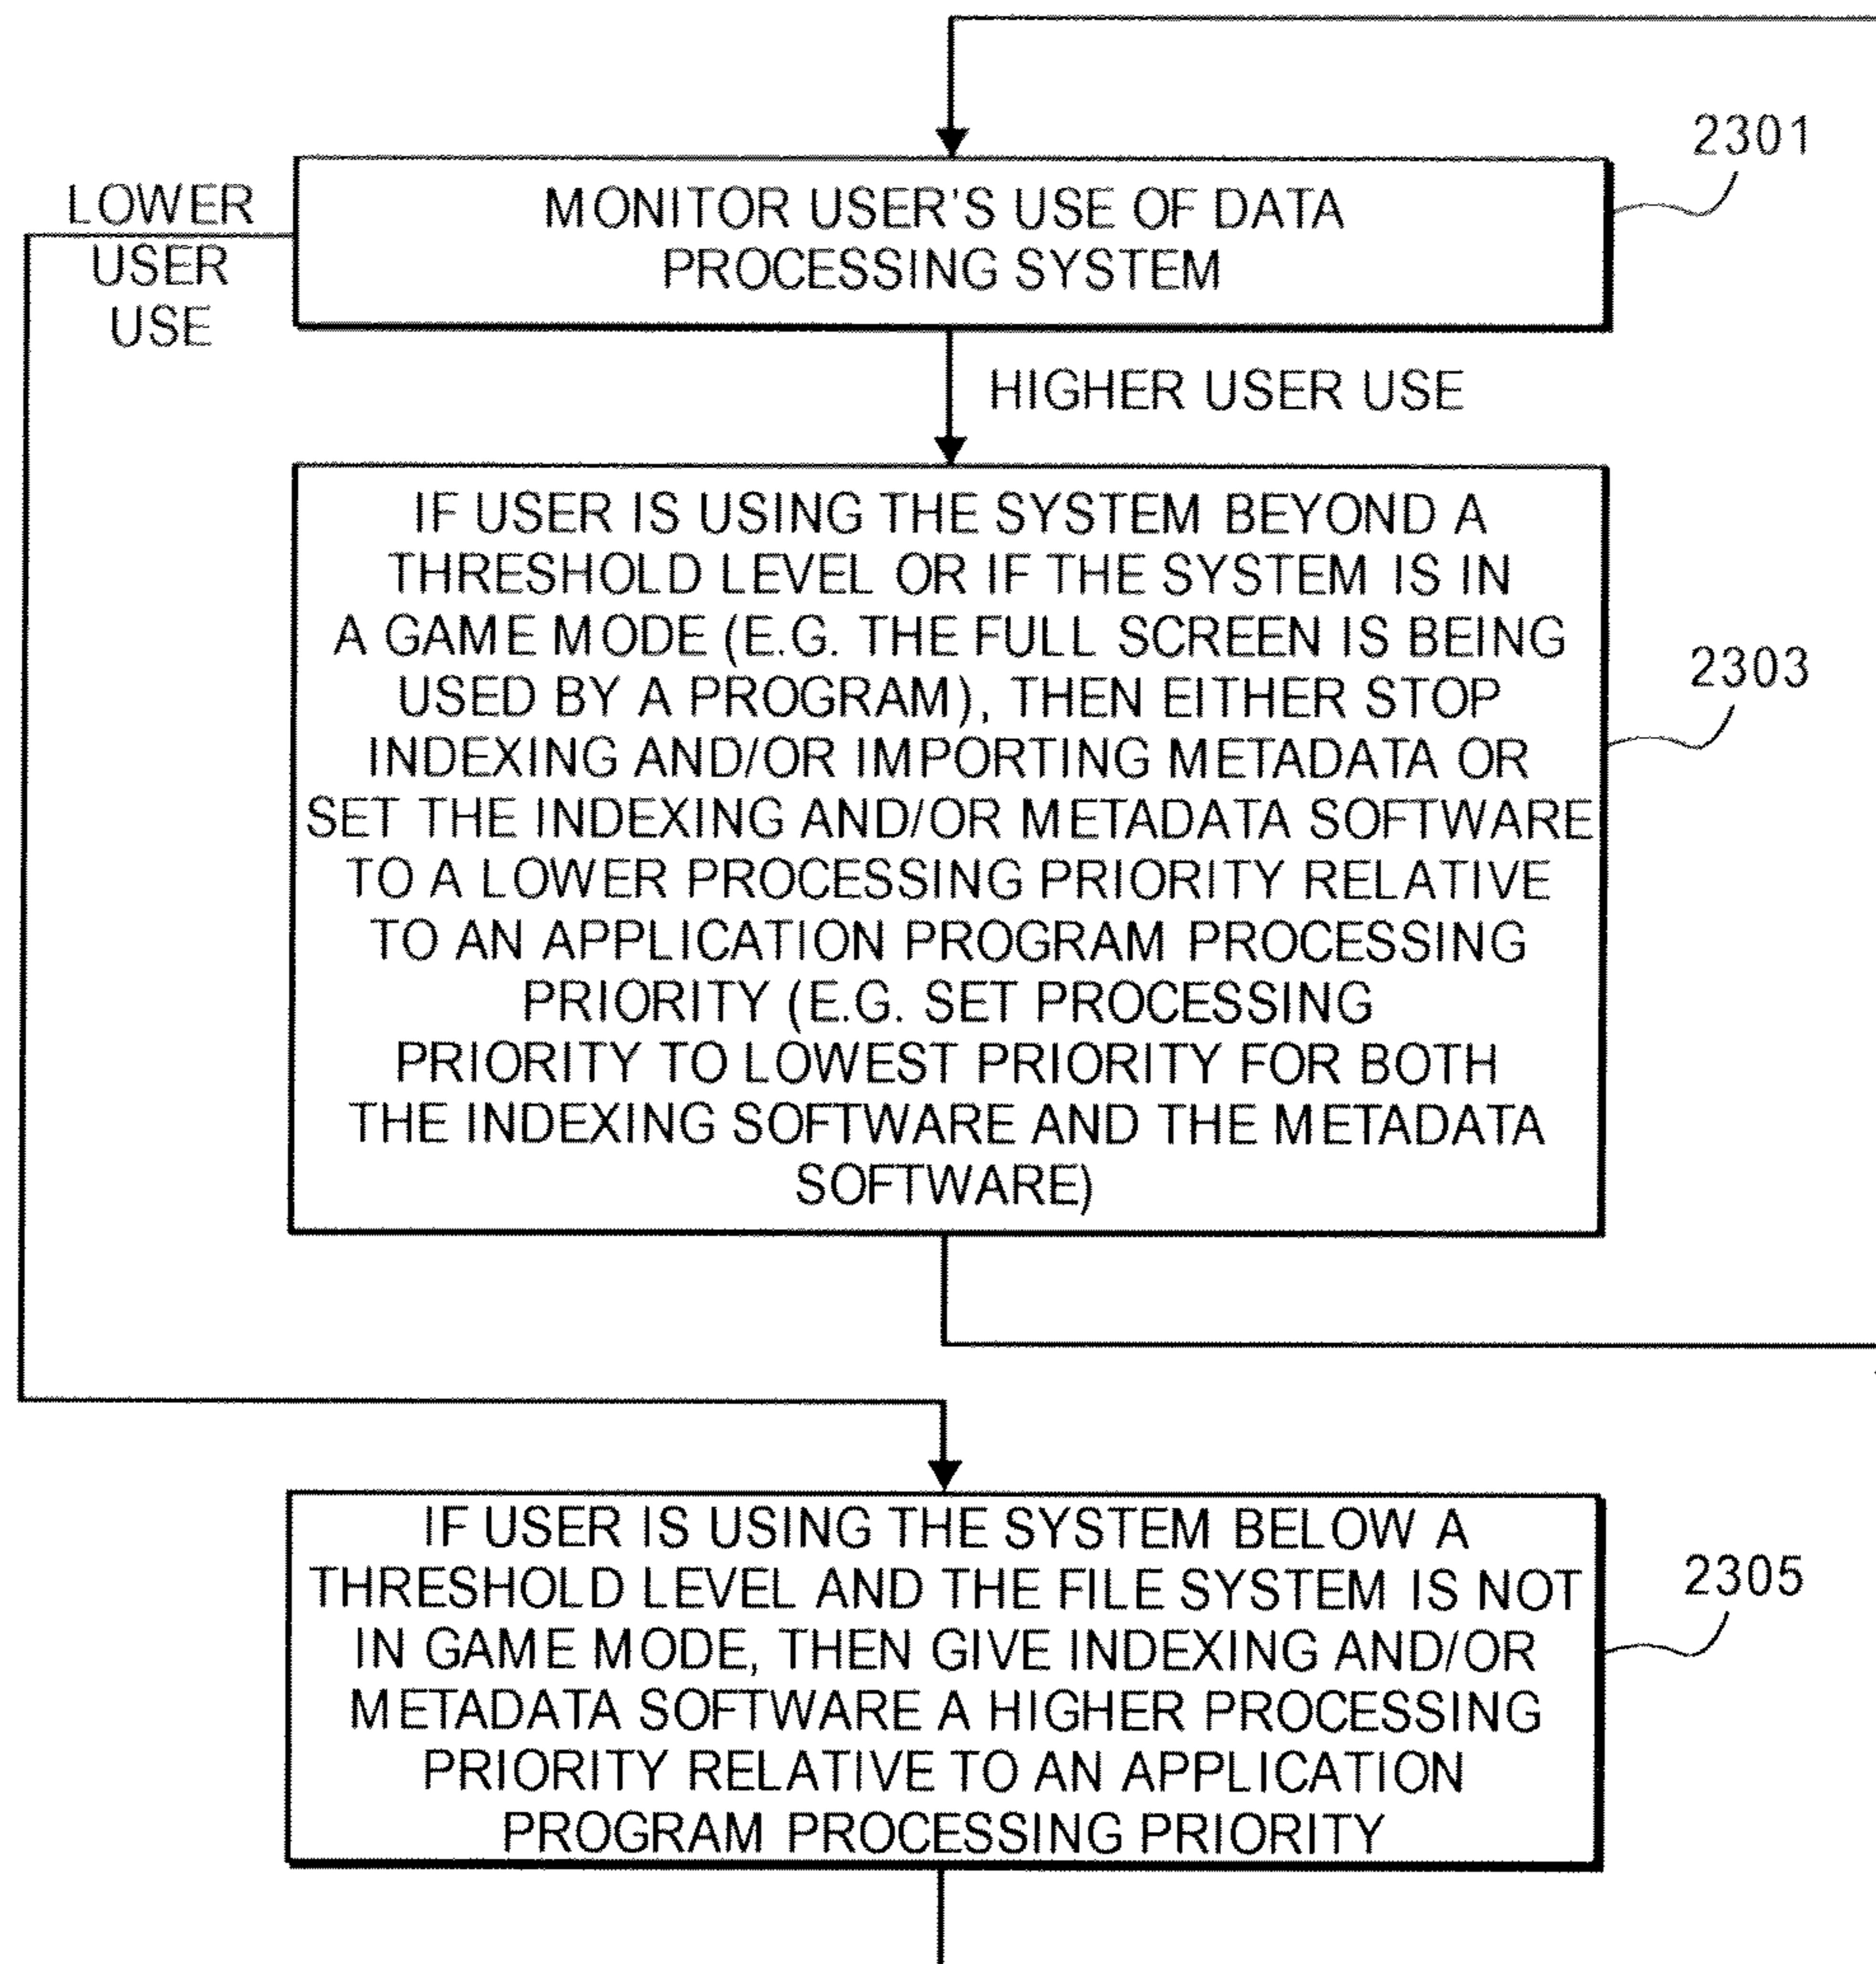 2301
MONITOR USER'S USE OF DATA
PROCESSING SYSTEM
LOWER
USER
USE
HIGHER USER USE
IF USER IS USING THE SYSTEM BEYOND A
THRESHOLD LEVEL OR IF THE SYSTEM IS IN
A GAME MODE (E.G. THE FULL SCREEN IS BEING
USED BY A PROGRAM), THEN EITHER STOP
INDEXING AND/OR IMPORTING METADATA OR
SET THE INDEXING AND/OR METADATA SOFTWARE
TO A LOWER PROCESSING PRIORITY RELATIVE
TO AN APPLICATION PROGRAM PROCESSING
PRIORITY (E.G. SET PROCESSING
PRIORITY TO LOWEST PRIORITY FOR BOTH
THE INDEXING SOFTWARE AND THE METADATA
SOFTWARE)
2303
IF USER IS USING THE SYSTEM BELOW A
THRESHOLD LEVEL AND THE FILE SYSTEM IS NOT
IN GAME MODE, THEN GIVE INDEXING AND/OR
METADATA SOFTWARE A HIGHER PROCESSING
PRIORITY RELATIVE TO AN APPLICATION
PROGRAM PROCESSING PRIORITY
2305